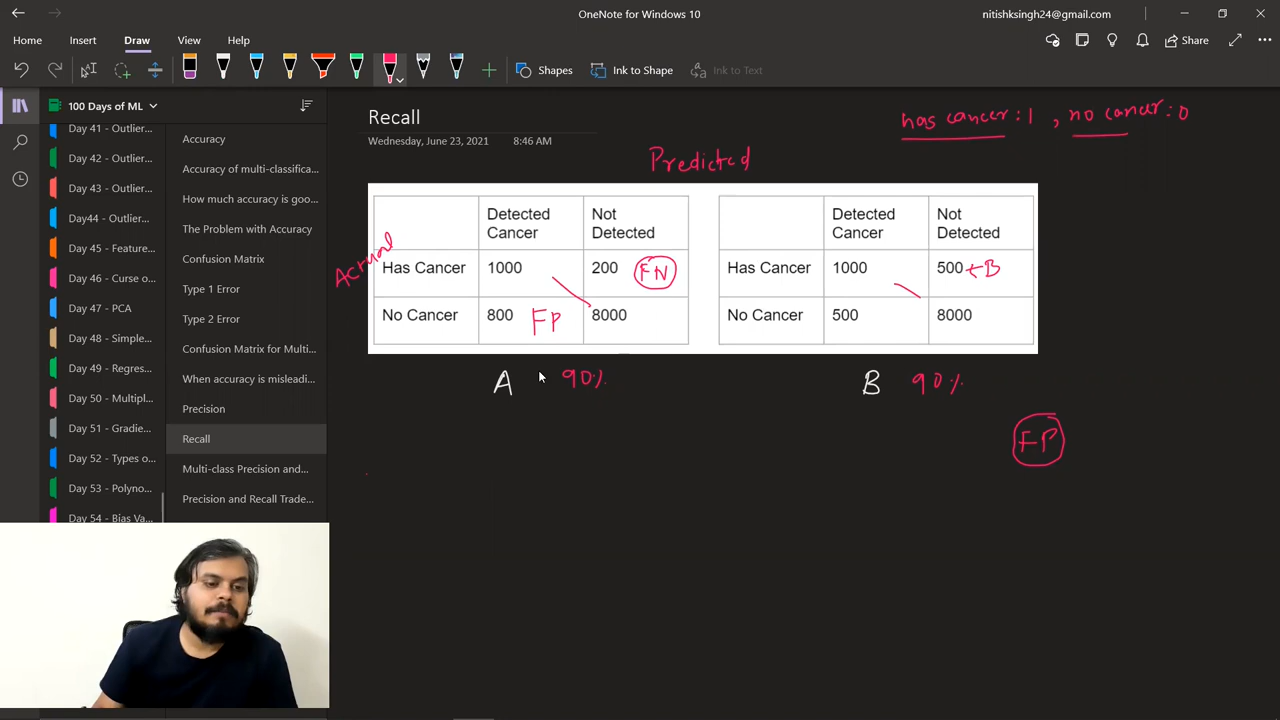 OneNote for Windows 10
nitishksingh24@gmail.com
Home Insert Draw View Help
Shapes Ink to Shape Ink to Text Share
100 Days of ML
Day 41 - Outlier...
Day 42 - Outlier...
Day 43 - Outlier...
Day44 - Outlier...
Day 45 - Feature...
Day 46 - Curse o...
Day 47 - PCA
Day 48 - Simple...
Day 49 - Regres...
Day 50 - Multipl...
Day 51 - Gradie...
Day 52 - Types o...
Day 53 - Polyno...
Day 54 - Bias Va...
Accuracy
Accuracy of multi-classifica...
How much accuracy is goo...
The Problem with Accuracy
Confusion Matrix
Type 1 Error
Type 2 Error
Confusion Matrix for Multi...
When accuracy is misleadi...
Precision
Recall
Multi-class Precision and...
Precision and Recall Trade...
Recall
Wednesday, June 23, 2021 8:46 AM
has cancer: 1 , no cancer: 0
Predicted
Actual
Detected Cancer Not Detected
Has Cancer 1000 200 FN
No Cancer 800 FP 8000
Detected Cancer Not Detected
Has Cancer 1000 500 ← B
No Cancer 500 8000
A 90%
B 90%
FP